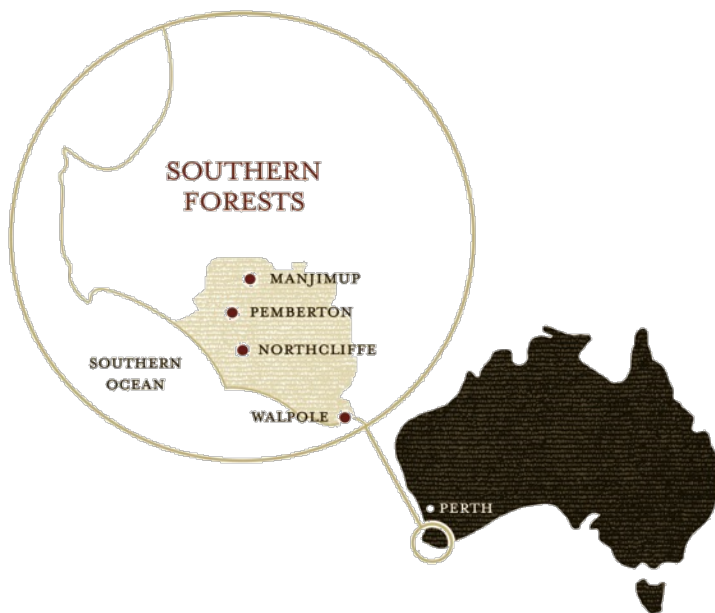 SOUTHERN
FORESTS
MANJIMUP
PEMBERTON
NORTHCLIFFE
SOUTHERN
OCEAN
WALPOLE
PERTH